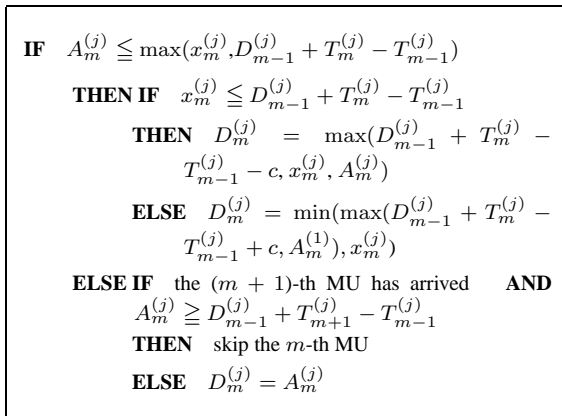 IF A_m^{(j)} ≦ max(x_m^{(j)},D_{m−1}^{(j)} + T_m^{(j)} − T_{m−1}^{(j)})
THEN IF x_m^{(j)} ≦ D_{m−1}^{(j)} + T_m^{(j)} − T_{m−1}^{(j)}
THEN D_m^{(j)} = max(D_{m−1}^{(j)} + T_m^{(j)} −
T_{m−1}^{(j)} − c, x_m^{(j)}, A_m^{(j)})
ELSE D_m^{(j)} = min(max(D_{m−1}^{(j)} + T_m^{(j)} −
T_{m−1}^{(j)} + c, A_m^{(1)}), x_m^{(j)})
ELSE IF the (m + 1)-th MU has arrived AND
A_m^{(j)} ≧ D_{m−1}^{(j)} + T_{m+1}^{(j)} − T_{m−1}^{(j)}
THEN skip the m-th MU
ELSE D_m^{(j)} = A_m^{(j)}